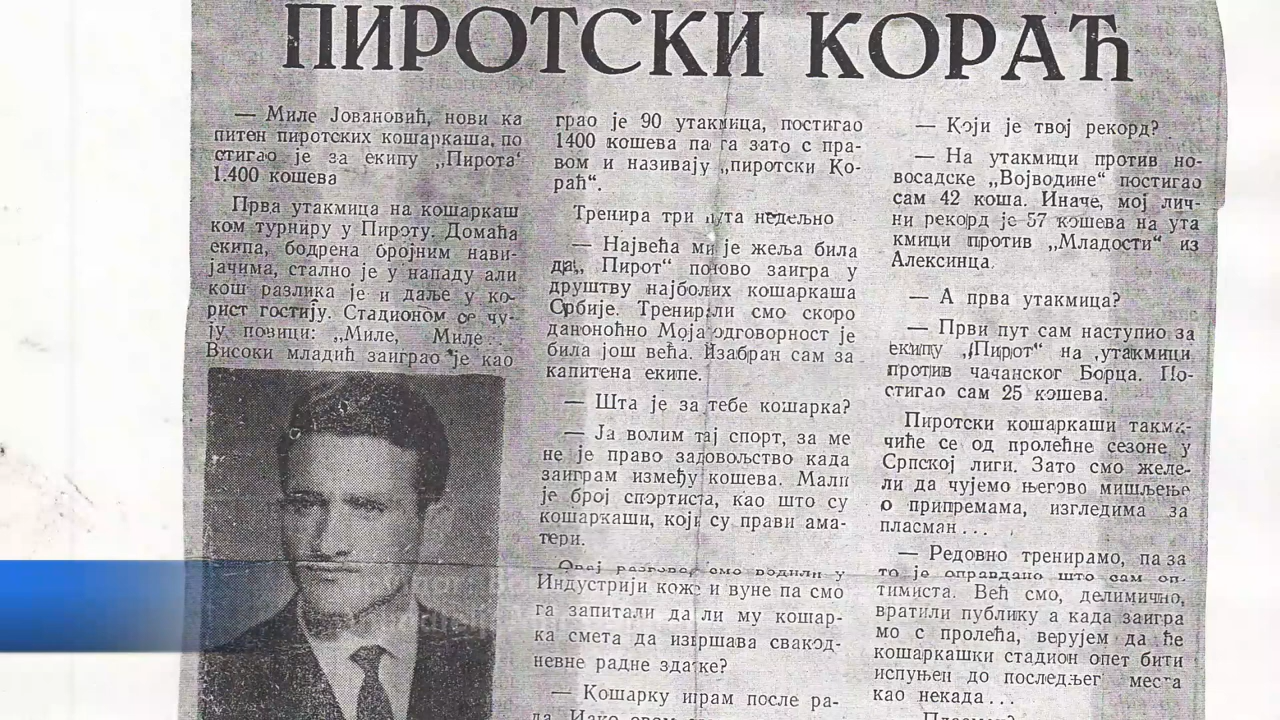 ПИРОТСКИ КОРАЋ
— Миле Јовановић, нови ка
питен пиротских кошаркаша, по
стигао је за екипу „Пирота‘
1.400 кошева
Прва утакмица на кошаркаш
ком турниру у Пироту. Домаћа
екипа, бодрена бројним нави-
јачима, стално је у нападу али
кош разлика је и даље у ко-
рист гостију. Стадионом се чу-
ју повици: „Миле, Миле...
Високи младић заиграо је као
грао је 90 утакмица, постигао
1400 кошева па га зато с пра-
вом и називају „пиротски Ко-
раћ“.
Тренира три пута недељно
— Највећа ми је жеља била
да „ Пирот“ поново заигра у
друштву најболих кошаркаша
Србије. Тренирали смо скоро
даноноћно Моја одговорност је
била још већа. Изабран сам за
капитена екипе.
— Шта је за тебе кошарка?
— Ја волим тај спорт, за ме
не је право задовољство када
заиграм између кошева. Мали
је број спортиста, као што су
кошаркаши, који су прави ама-
тери.
Овај разговор смо водили у
Индустрији коже и вуне па смо
га запитали да ли му кошар-
ка смета да извршава свакод-
невне радне задатке?
— Кошарку играм после ра-
да. Иако овом
— Који је твој рекорд?
— На утакмици против но-
восадске „Војводине“ постигао
сам 42 коша. Иначе, мој лич-
ни рекорд је 57 кошева на ута
кмици против „Младости“ из
Алексинца.
— А прва утакмица?
— Први пут сам наступио за
екипу „Пирот“ на утакмици
против чачанског Борца. По-
стигао сам 25 кошева.
Пиротски кошаркаши такми-
чиће се од пролећне сезоне у
Српској лиги. Зато смо желе-
ли да чујемо његово мишљење
о припремама, изгледима за
пласман...
— Редовно тренирамо, па за
то је оправдано што сам оп-
тимиста. Већ смо, делимично,
вратили публику а када заигра
мо с пролећа, верујем да ће
кошаркашки стадион опет бити
испуњен до последњег места
као некада...
— Пласман?